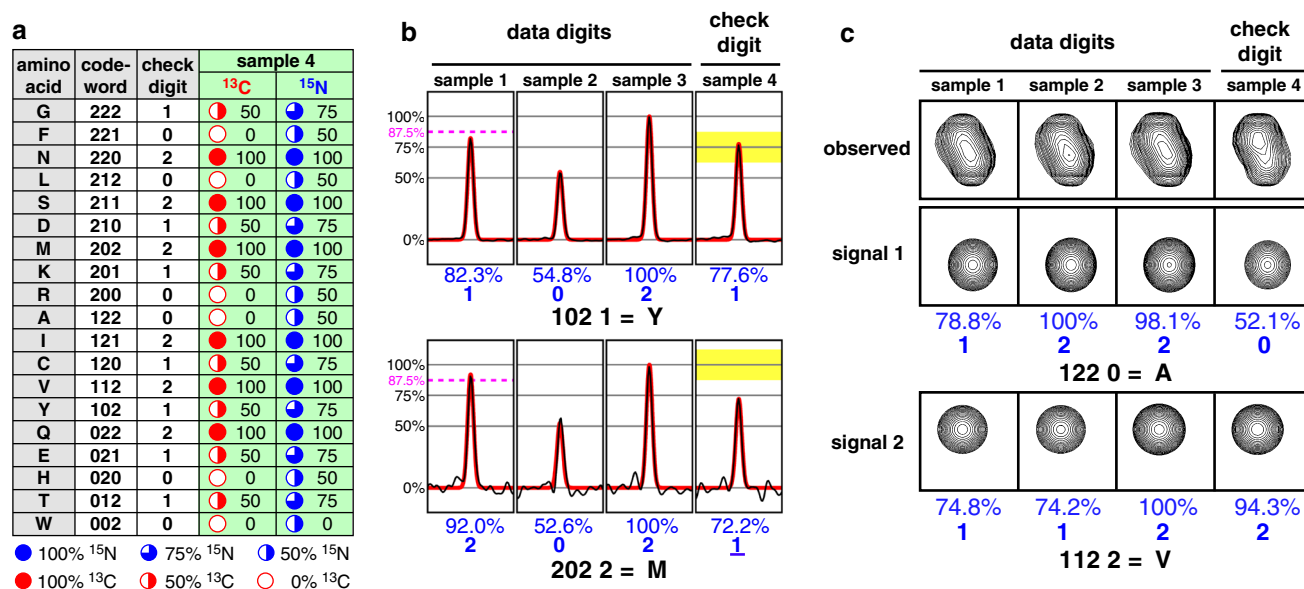 a
amino acid code-word check digit sample 4
13C 15N
G 222 1 50 75
F 221 0 0 50
N 220 2 100 100
L 212 0 0 50
S 211 2 100 100
D 210 1 50 75
M 202 2 100 100
K 201 1 50 75
R 200 0 0 50
A 122 0 0 50
I 121 2 100 100
C 120 1 50 75
V 112 2 100 100
Y 102 1 50 75
Q 022 2 100 100
E 021 1 50 75
H 020 0 0 50
T 012 1 50 75
W 002 0 0 0
100% 15N 75% 15N 50% 15N
100% 13C 50% 13C 0% 13C
b
data digits check digit
sample 1 sample 2 sample 3 sample 4
100%
87.5%
75%
50%
0%
82.3% 54.8% 100% 77.6%
1 0 2 1
102 1 = Y
100%
87.5%
75%
50%
0%
92.0% 52.6% 100% 72.2%
2 0 2 1
202 2 = M
c
data digits check digit
sample 1 sample 2 sample 3 sample 4
observed
signal 1
78.8% 100% 98.1% 52.1%
1 2 2 0
122 0 = A
signal 2
74.8% 74.2% 100% 94.3%
1 1 2 2
112 2 = V